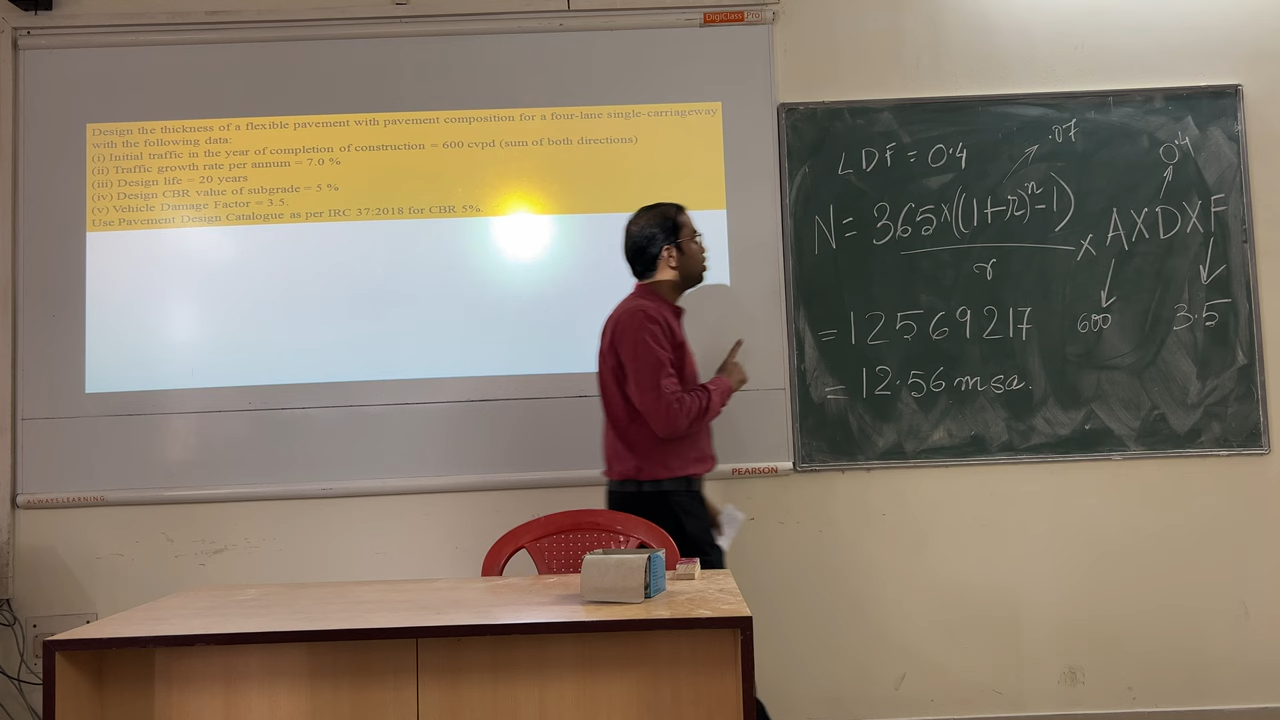 DigiClass Pro
Design the thickness of a flexible pavement with pavement composition for a four-lane single-carriageway
with the following data:
(i) Initial traffic in the year of completion of construction = 600 cvpd (sum of both directions)
(ii) Traffic growth rate per annum = 7.0 %
(iii) Design life = 20 years
(iv) Design CBR value of subgrade = 5 %
(v) Vehicle Damage Factor = 3.5.
Use Pavement Design Catalogue as per IRC 37:2018 for CBR 5%.
ALWAYS LEARNING
PEARSON
LDF = 0.4
.07
0.4
N = 365×((1+r)ⁿ-1) × A×D×F
r
= 12569217
600
3.5
= 12.56 msa.